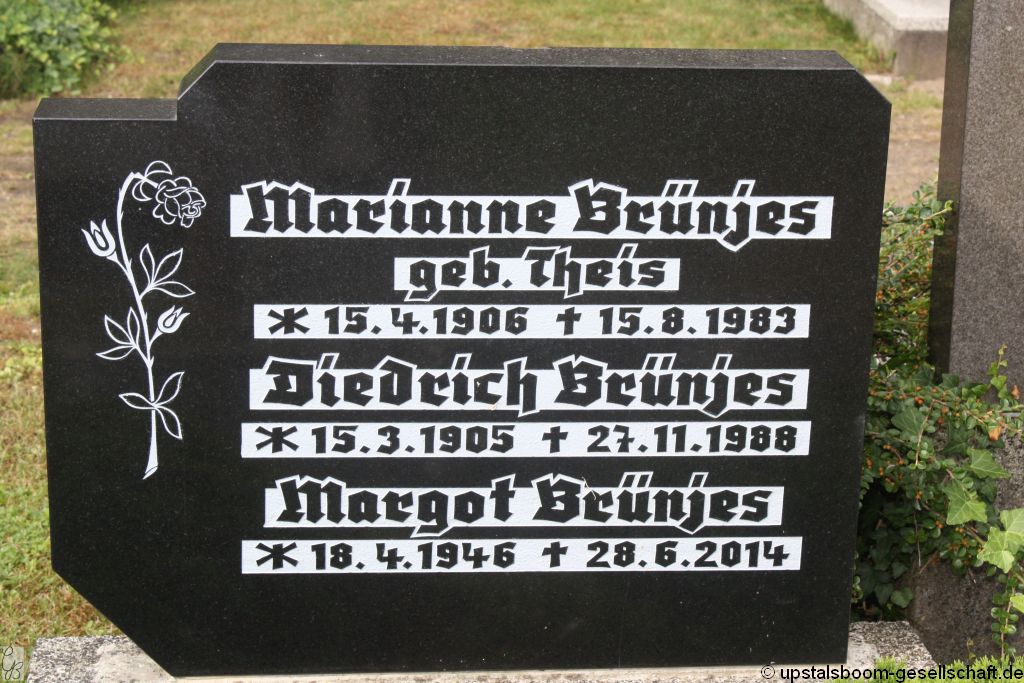 Marianne Brünjes
geb. Theis
* 15.4.1906 † 15.8.1983
Diedrich Brünjes
* 15.3.1905 † 27.11.1988
Margot Brünjes
* 18.4.1946 † 28.6.2014
© upstalsboom-gesellschaft.de